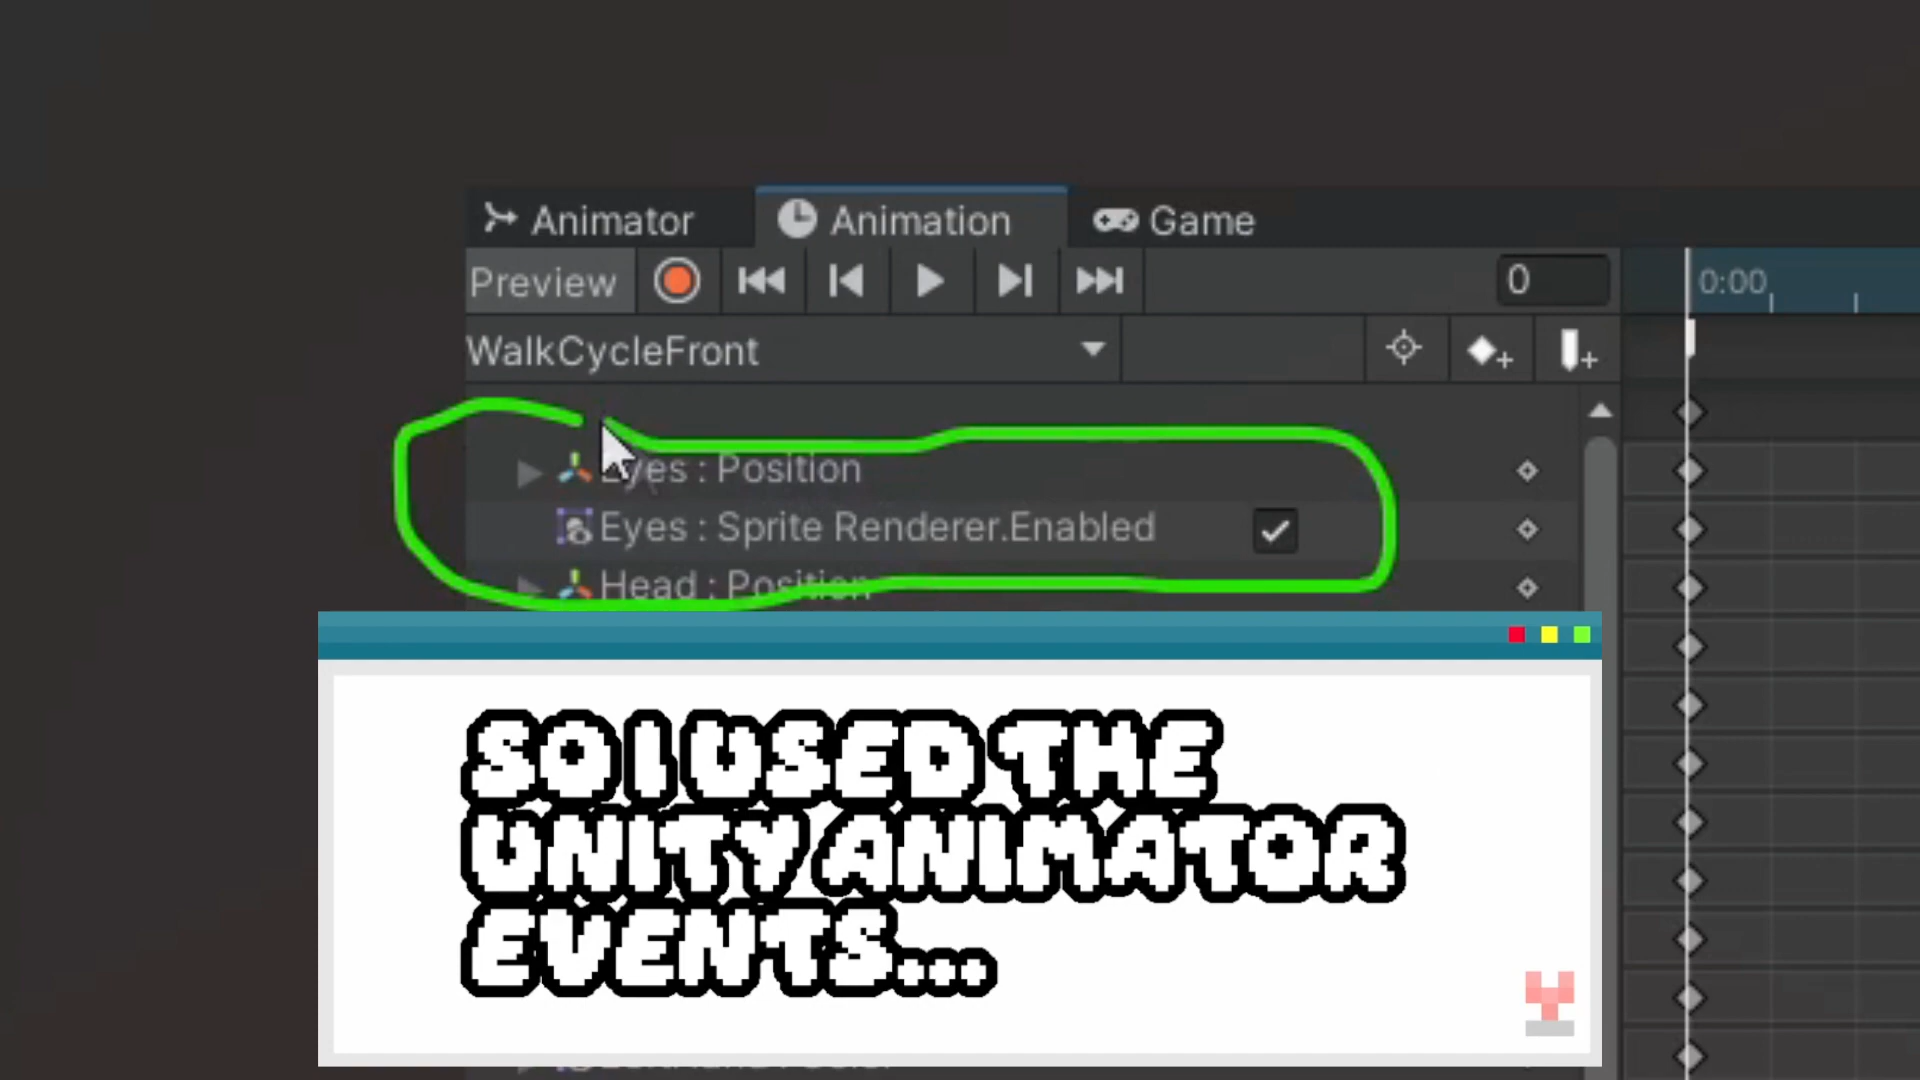 Animator Animation Game
Preview 0 0:00
WalkCycleFront
Eyes : Position
Eyes : Sprite Renderer.Enabled
Head : Position
SO I USED THE
UNITY ANIMATOR
EVENTS...